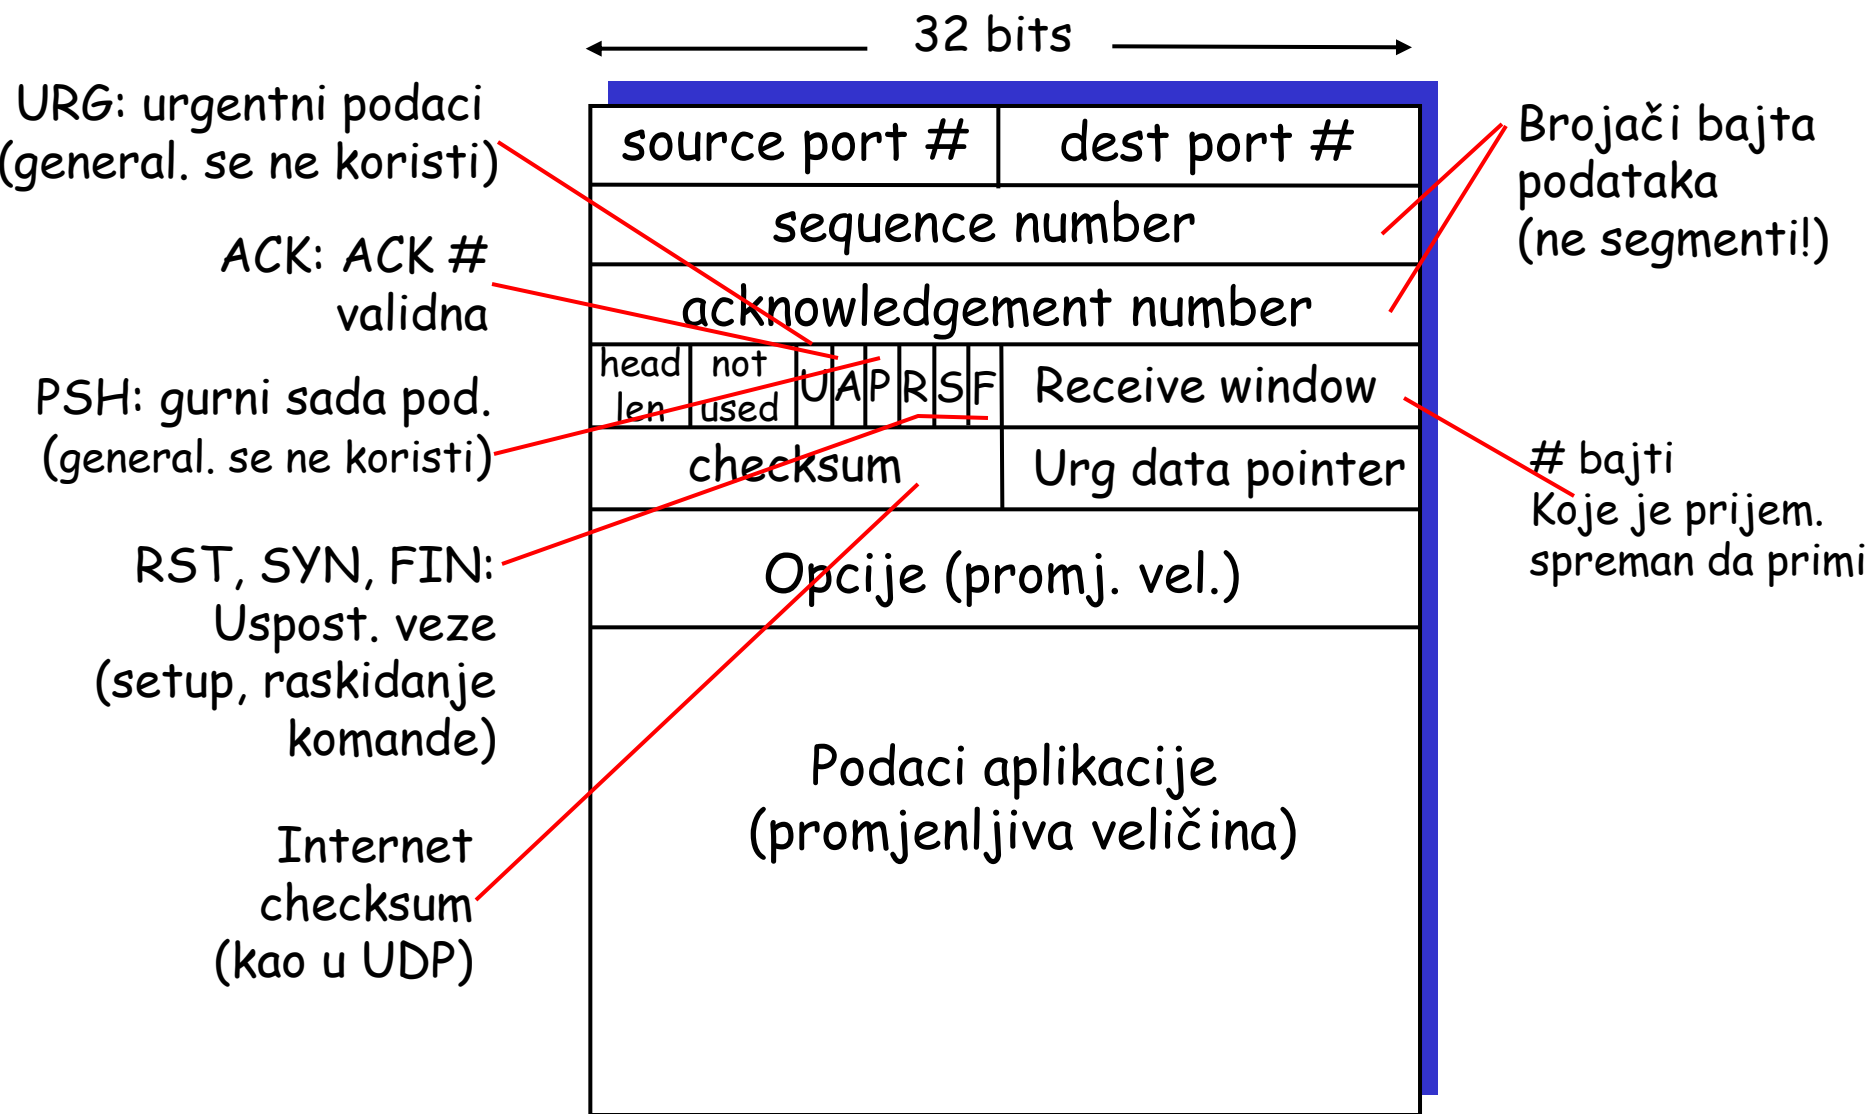 32 bits
URG: urgentni podaci
(general. se ne koristi)
ACK: ACK #
validna
PSH: gurni sada pod.
(general. se ne koristi)
RST, SYN, FIN:
Uspost. veze
(setup, raskidanje
komande)
Internet
checksum
(kao u UDP)
source port # dest port #
sequence number
acknowledgement number
head
len
not
used
U A P R S F
Receive window
checksum
Urg data pointer
Opcije (promj. vel.)
Podaci aplikacije
(promjenljiva veličina)
Brojači bajta
podataka
(ne segmenti!)
# bajti
Koje je prijem.
spreman da primi